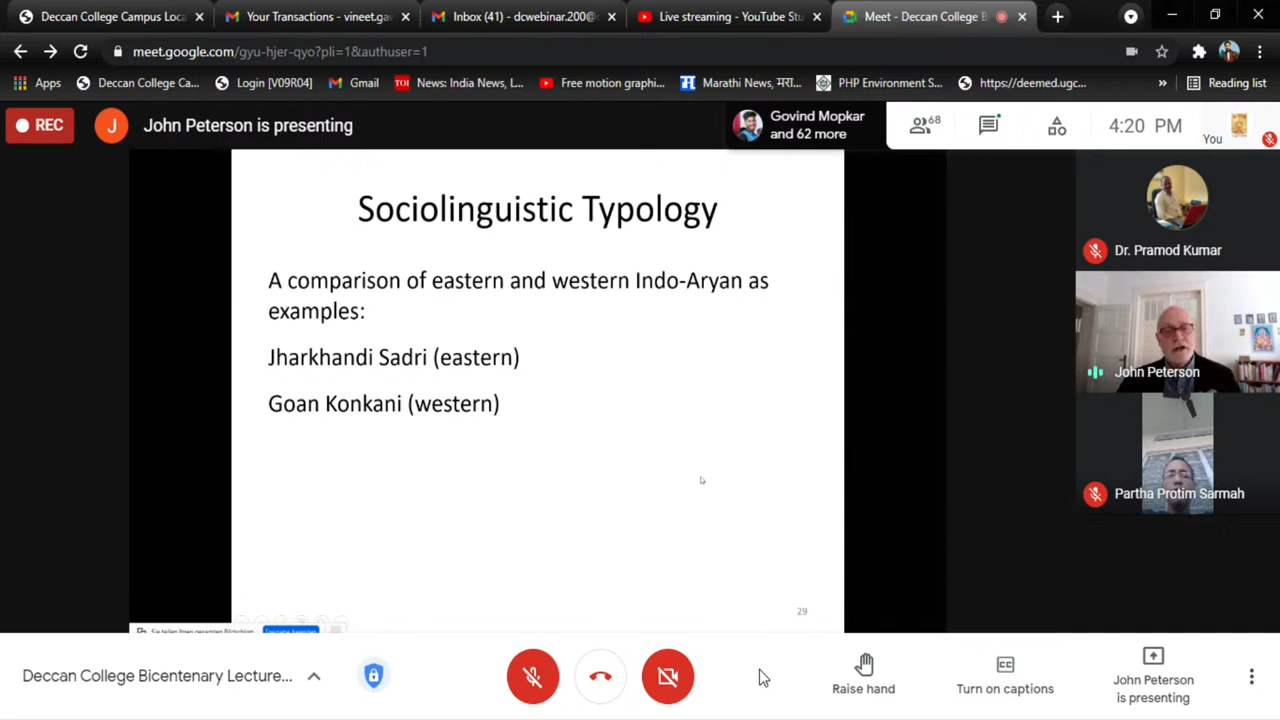 Deccan College Campus Loca
Your Transactions - vineet.ga
Inbox (41) - dcwebinar.200@
Live streaming - YouTube Stu
Meet - Deccan College B
meet.google.com/gyu-hjer-qyo?pli=1&authuser=1
Apps
Deccan College Ca...
Login [V09R04]
Gmail
TOI
News: India News, L...
Free motion graphi...
Marathi News, मरा...
PHP Environment S...
https://deemed.ugc...
»
Reading list
REC
J
John Peterson is presenting
Govind Mopkar
and 62 more
68
4:20 PM
You
Sociolinguistic Typology
A comparison of eastern and western Indo-Aryan as
examples:
Jharkhandi Sadri (eastern)
Goan Konkani (western)
29
Dr. Pramod Kumar
John Peterson
Partha Protim Sarmah
Deccan College Bicentenary Lecture...
Raise hand
Turn on captions
John Peterson
is presenting